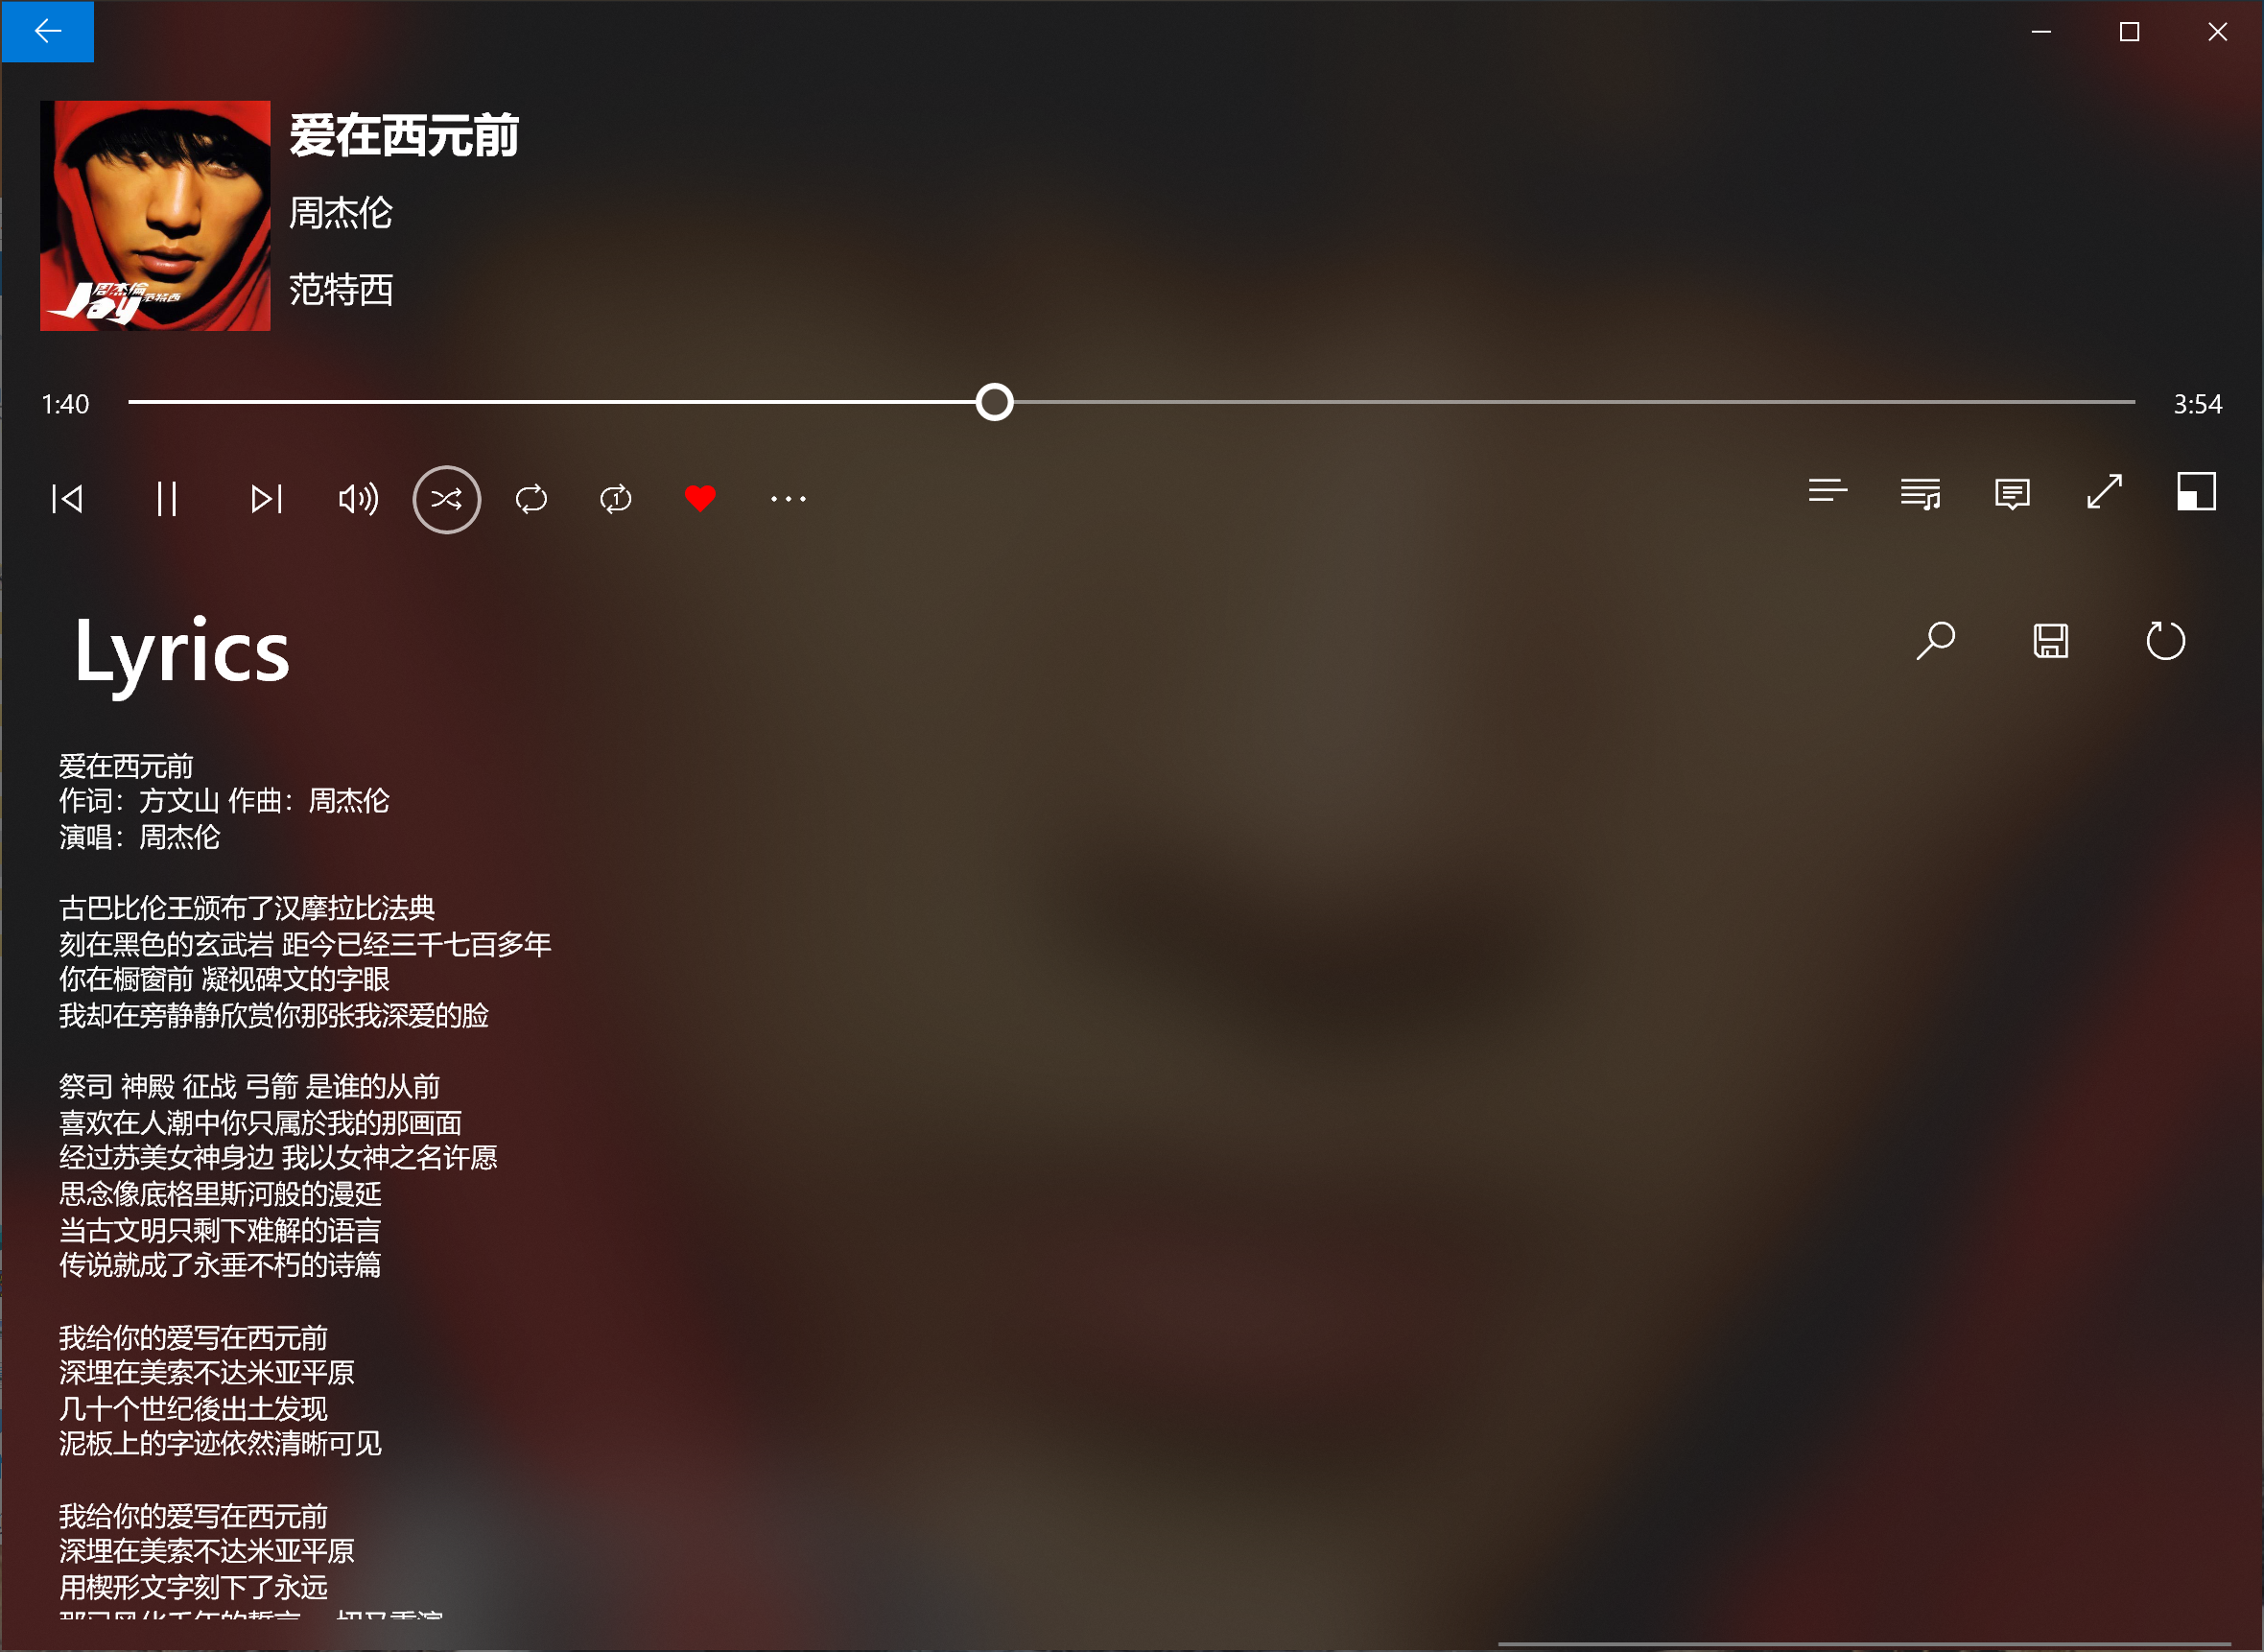 爱在西元前
周杰伦
范特西
Jay
周杰倫
范特西
1:40
3:54
1
Lyrics
爱在西元前
作词：方文山 作曲：周杰伦
演唱：周杰伦
古巴比伦王颁布了汉摩拉比法典
刻在黑色的玄武岩 距今已经三千七百多年
你在橱窗前 凝视碑文的字眼
我却在旁静静欣赏你那张我深爱的脸
祭司 神殿 征战 弓箭 是谁的从前
喜欢在人潮中你只属於我的那画面
经过苏美女神身边 我以女神之名许愿
思念像底格里斯河般的漫延
当古文明只剩下难解的语言
传说就成了永垂不朽的诗篇
我给你的爱写在西元前
深埋在美索不达米亚平原
几十个世纪後出土发现
泥板上的字迹依然清晰可见
我给你的爱写在西元前
深埋在美索不达米亚平原
用楔形文字刻下了永远